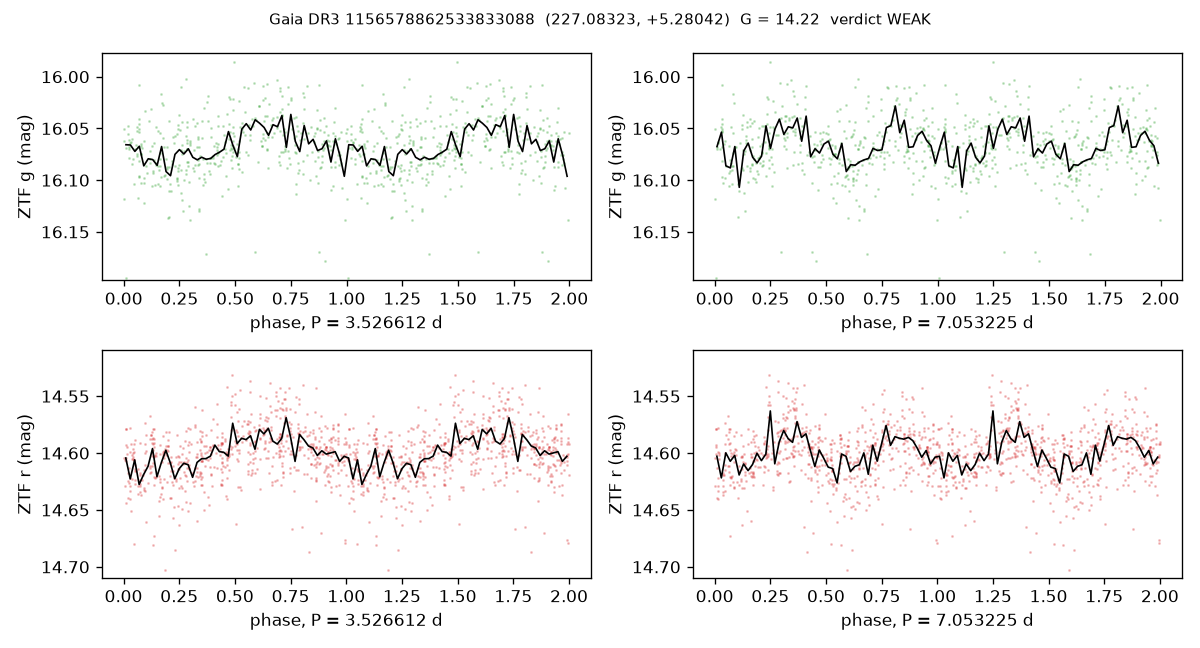 Gaia DR3 1156578862533833088 (227.08323, +5.28042) G = 14.22 verdict WEAK
ZTF g (mag)
16.00
16.05
16.10
16.15
0.00 0.25 0.50 0.75 1.00 1.25 1.50 1.75 2.00
phase, P = 3.526612 d
ZTF g (mag)
16.00
16.05
16.10
16.15
0.00 0.25 0.50 0.75 1.00 1.25 1.50 1.75 2.00
phase, P = 7.053225 d
ZTF r (mag)
14.55
14.60
14.65
14.70
0.00 0.25 0.50 0.75 1.00 1.25 1.50 1.75 2.00
phase, P = 3.526612 d
ZTF r (mag)
14.55
14.60
14.65
14.70
0.00 0.25 0.50 0.75 1.00 1.25 1.50 1.75 2.00
phase, P = 7.053225 d